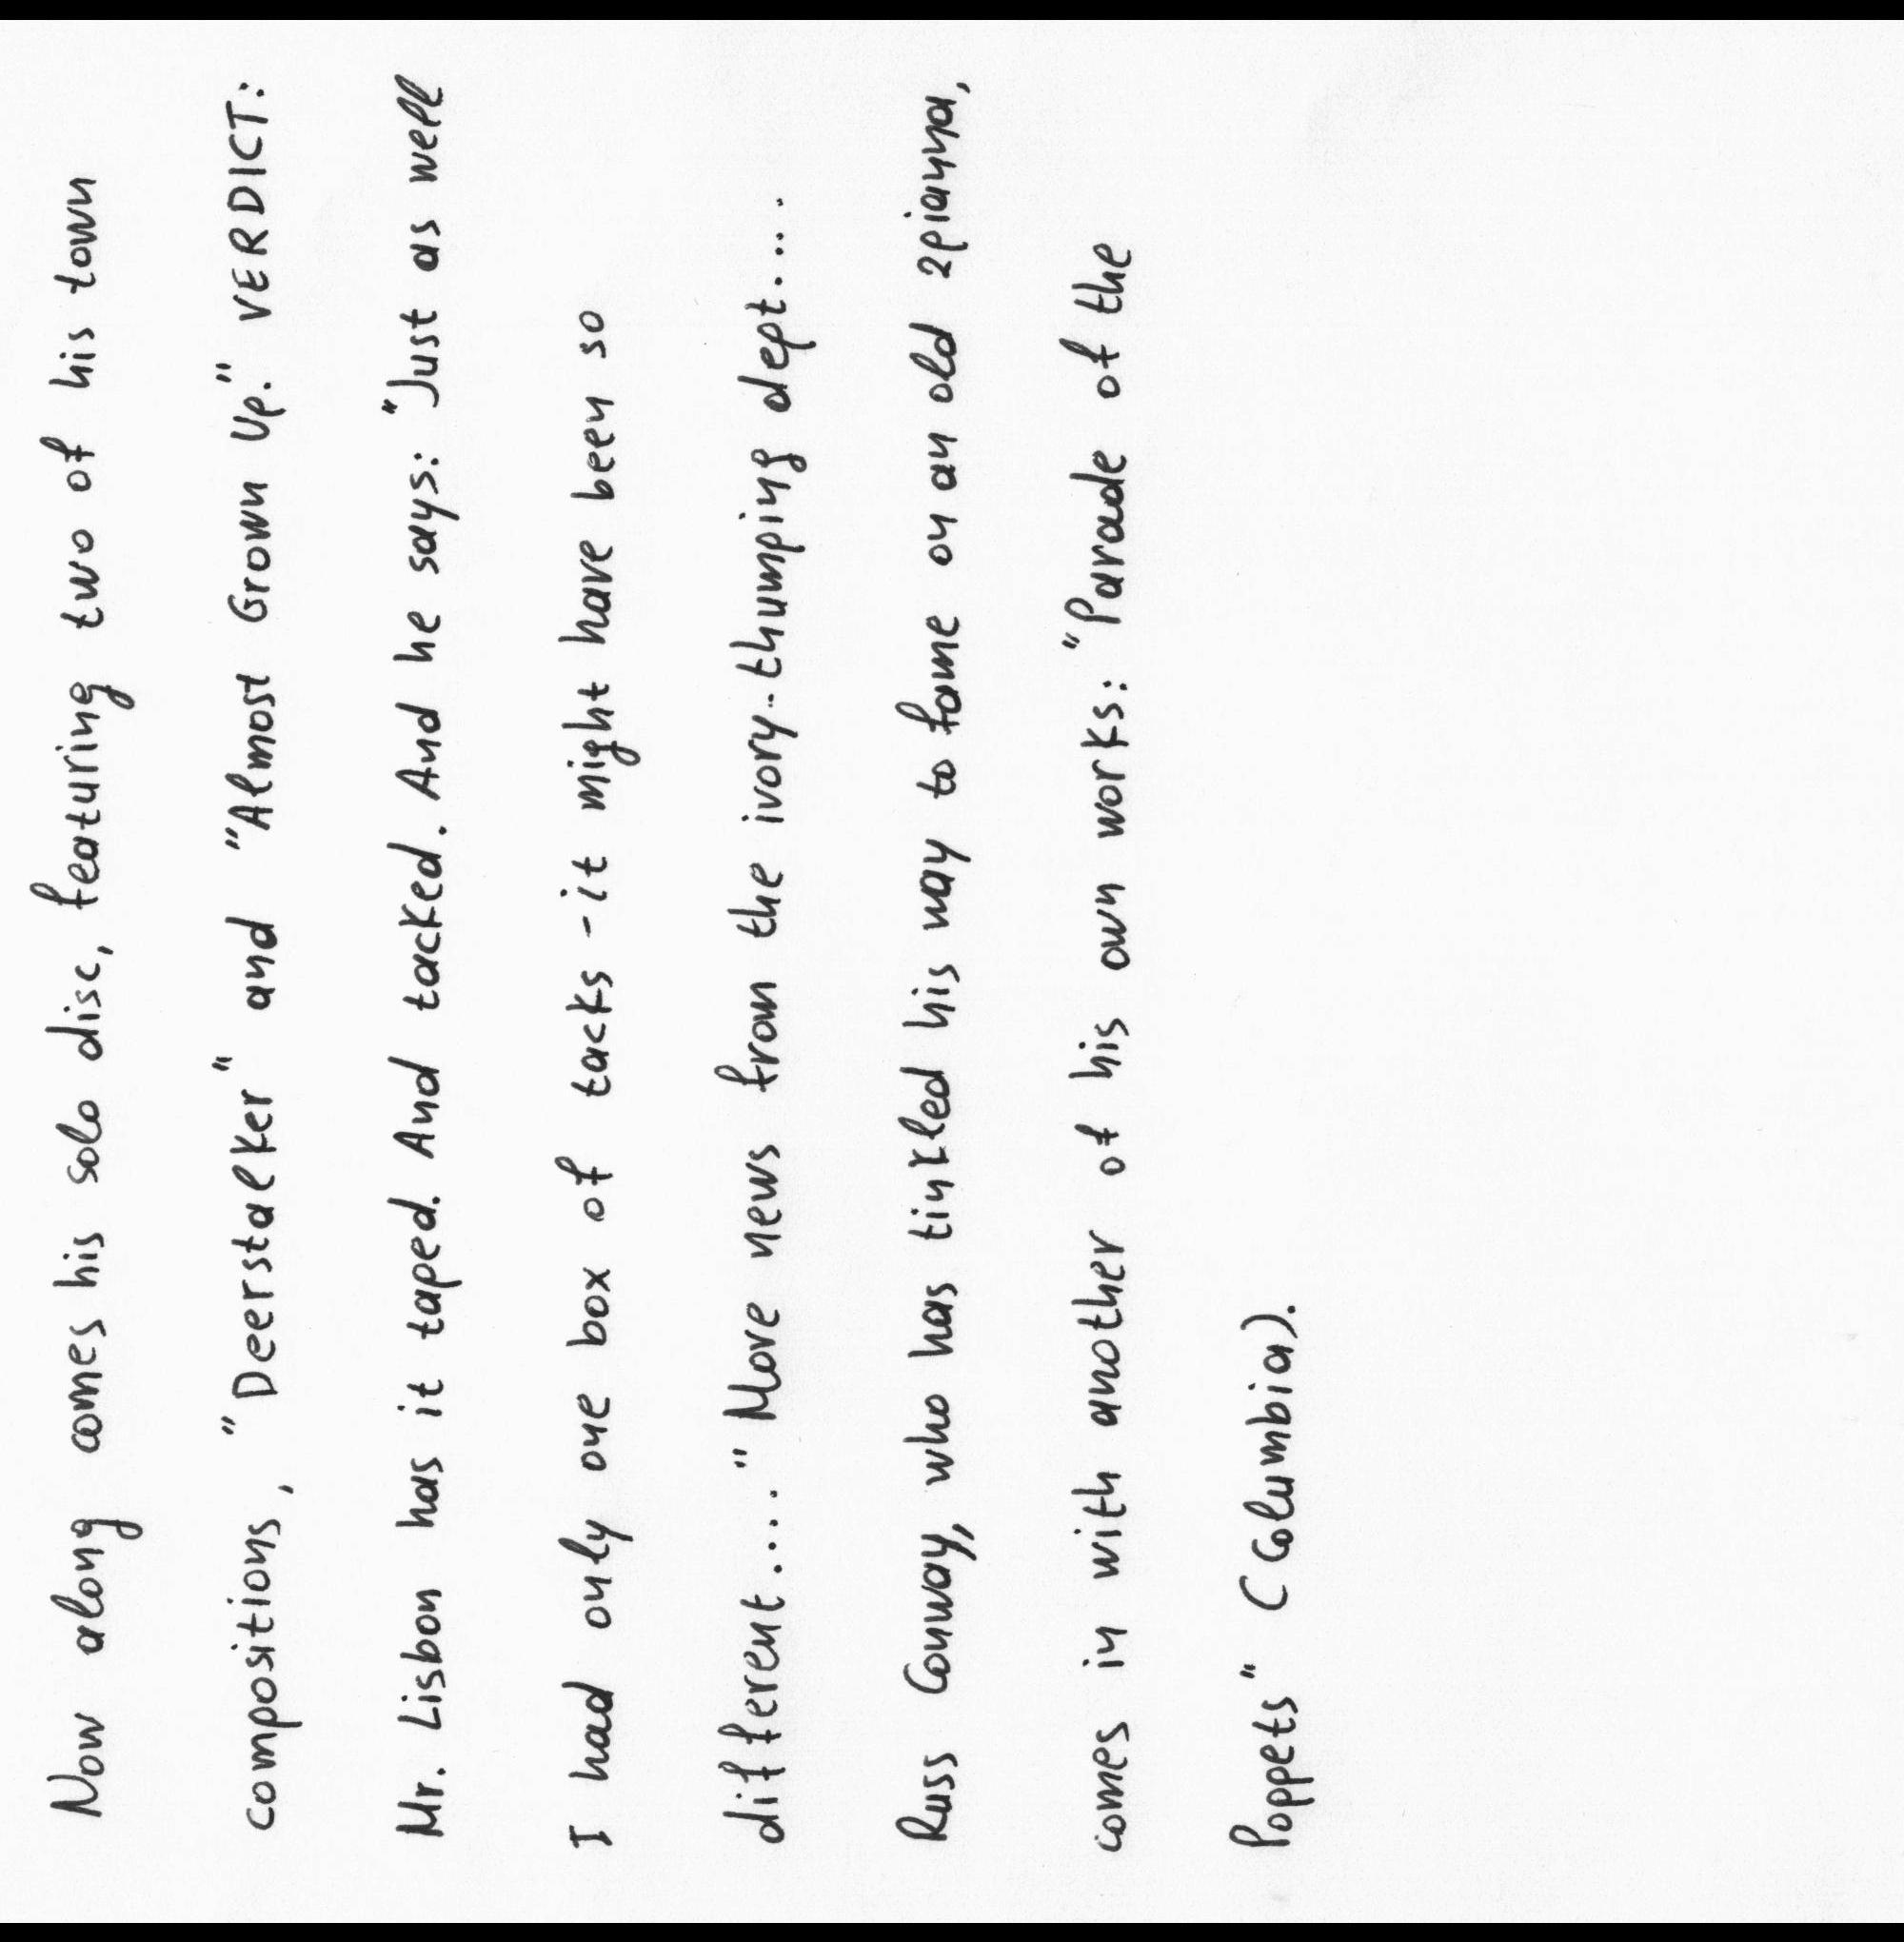 Now along comes his solo disc, featuring two of his town
compositions, "Deerstalker" and "Almost Grown Up." VERDICT:
Mr. Lisbon has it taped. And tacked. And he says: "Just as well
I had only one box of tacks - it might have been so
different...." More news from the ivory-thumping dept....
Russ Conway, who has tinkled his way to fame on an old 2pianna,
comes in with another of his own works: "Parade of the
Poppets" (Columbia).